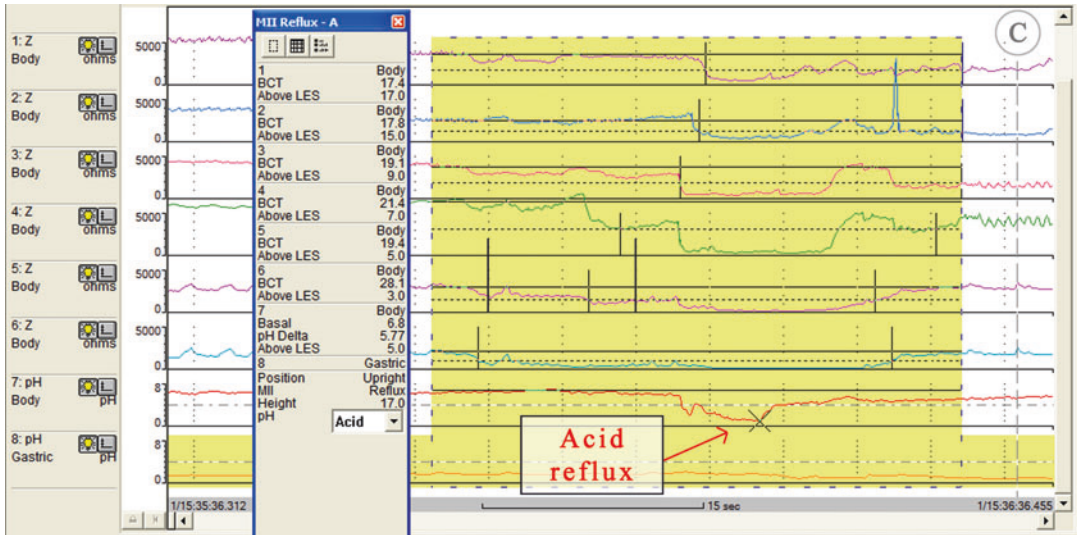 C
MII Reflux - A
1: Z
Body
ohms
5000
0
2: Z
Body
ohms
5000
0
3: Z
Body
ohms
5000
0
4: Z
Body
ohms
5000
0
5: Z
Body
ohms
5000
0
6: Z
Body
ohms
5000
0
7: pH
Body
pH
8
0
8: pH
Gastric
pH
8
0
1 Body
BCT 17.4
Above LES 17.0
2 Body
BCT 17.8
Above LES 15.0
3 Body
BCT 19.1
Above LES 9.0
4 Body
BCT 21.4
Above LES 7.0
5 Body
BCT 19.4
Above LES 5.0
6 Body
BCT 28.1
Above LES 3.0
7 Body
Basal 6.8
pH Delta 5.77
Above LES 5.0
8 Gastric
Position Upright
MII Reflux
Height 17.0
pH Acid
Acid
reflux
1/15:35:36.312
15 sec
1/15:36:36.455